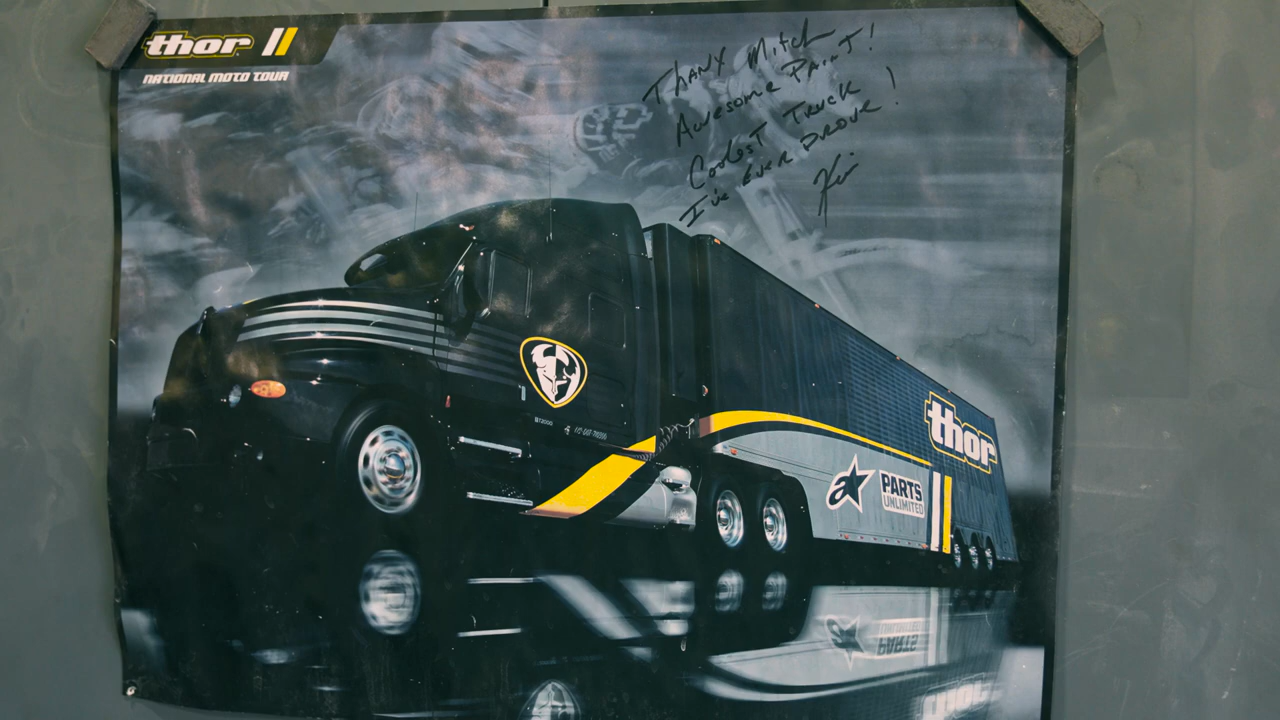 thor
NATIONAL MOTO TOUR
THANX Mitch
AWESOME PAINT!
COOLEST TRUCK
I'VE EVER DROVE!
thor
PARTS
UNLIMITED